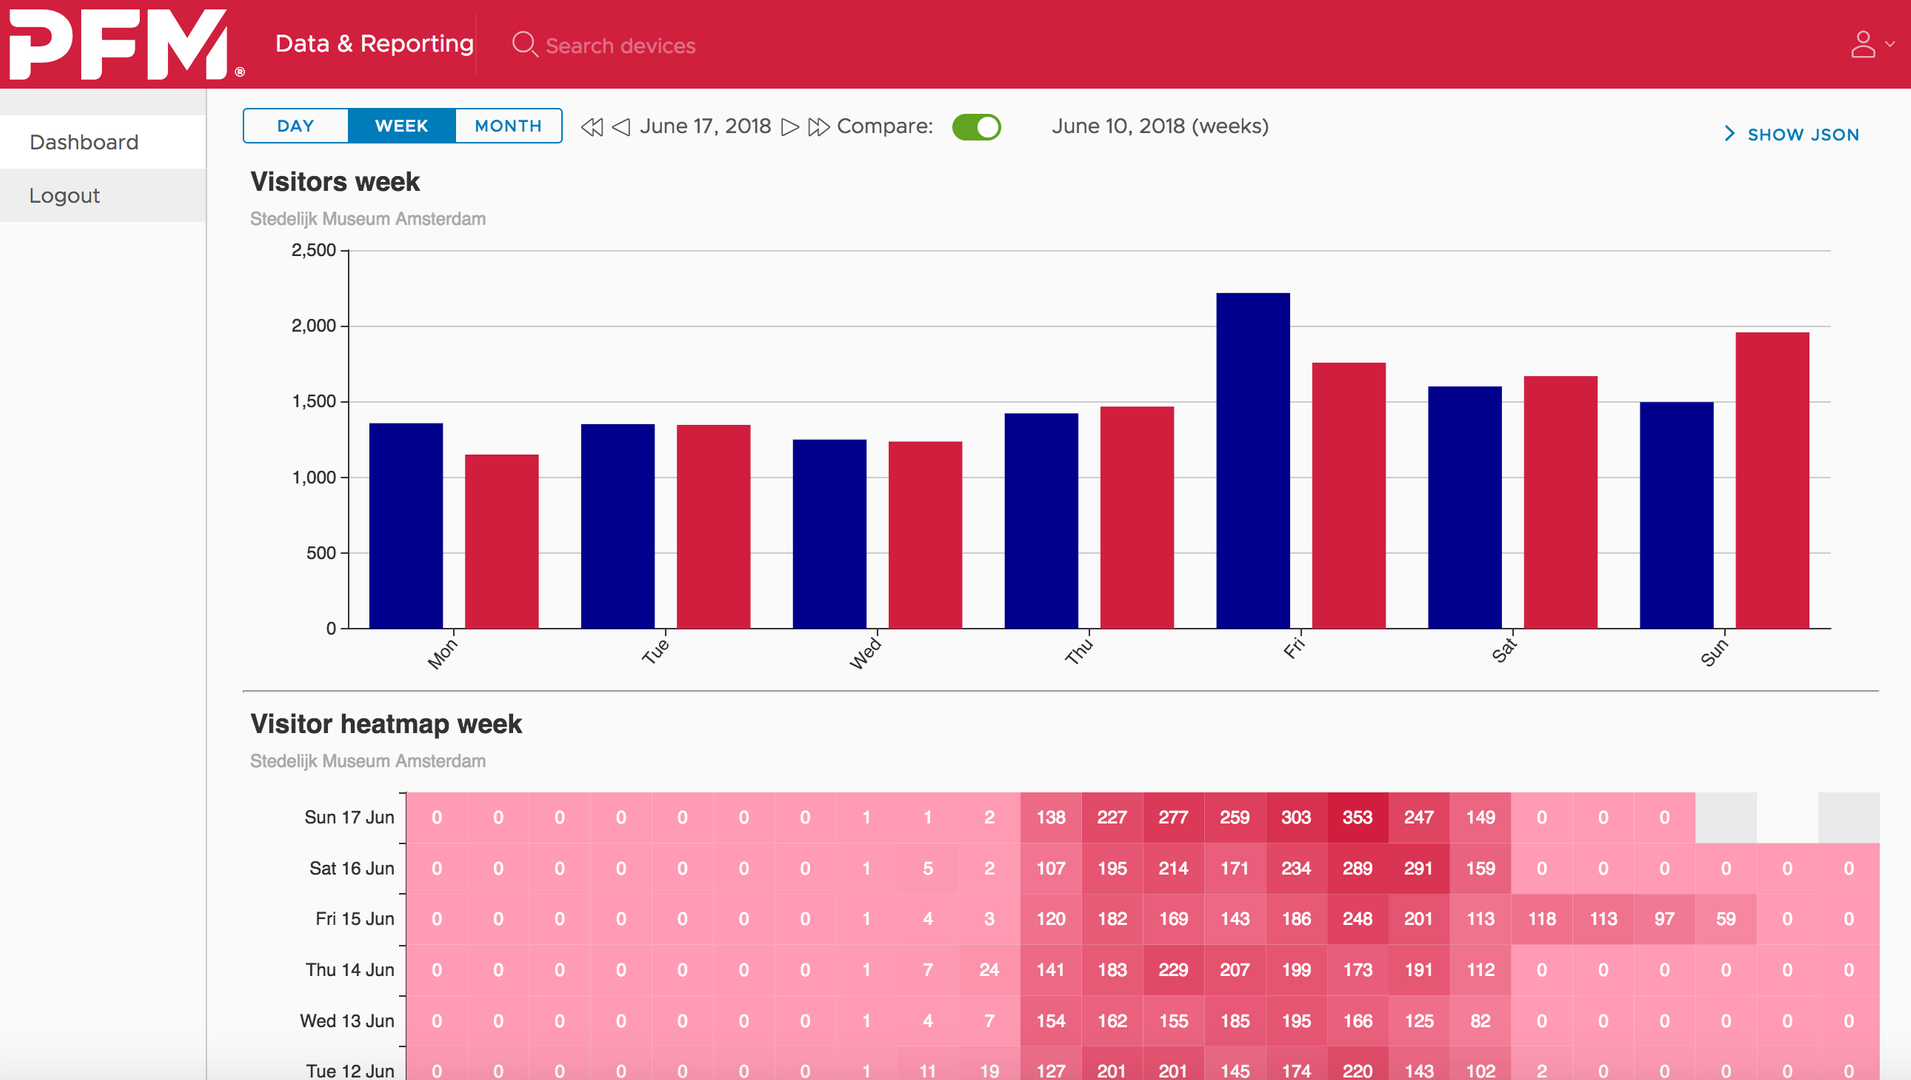 PFM®
Data & Reporting
Search devices
Dashboard
Logout
DAY WEEK MONTH June 17, 2018 Compare: June 10, 2018 (weeks)
SHOW JSON
Visitors week
Stedelijk Museum Amsterdam
2,500
2,000
1,500
1,000
500
0
Mon Tue Wed Thu Fri Sat Sun
Visitor heatmap week
Stedelijk Museum Amsterdam
Sun 17 Jun 0 0 0 0 0 0 0 1 1 2 138 227 277 259 303 353 247 149 0 0 0
Sat 16 Jun 0 0 0 0 0 0 0 1 5 2 107 195 214 171 234 289 291 159 0 0 0 0 0 0
Fri 15 Jun 0 0 0 0 0 0 0 1 4 3 120 182 169 143 186 248 201 113 118 113 97 59 0 0
Thu 14 Jun 0 0 0 0 0 0 0 1 7 24 141 183 229 207 199 173 191 112 0 0 0 0 0 0
Wed 13 Jun 0 0 0 0 0 0 0 1 4 7 154 162 155 185 195 166 125 82 0 0 0 0 0 0
Tue 12 Jun 0 0 0 0 0 0 0 1 11 19 127 201 201 145 174 220 143 102 2 0 0 0 0 0